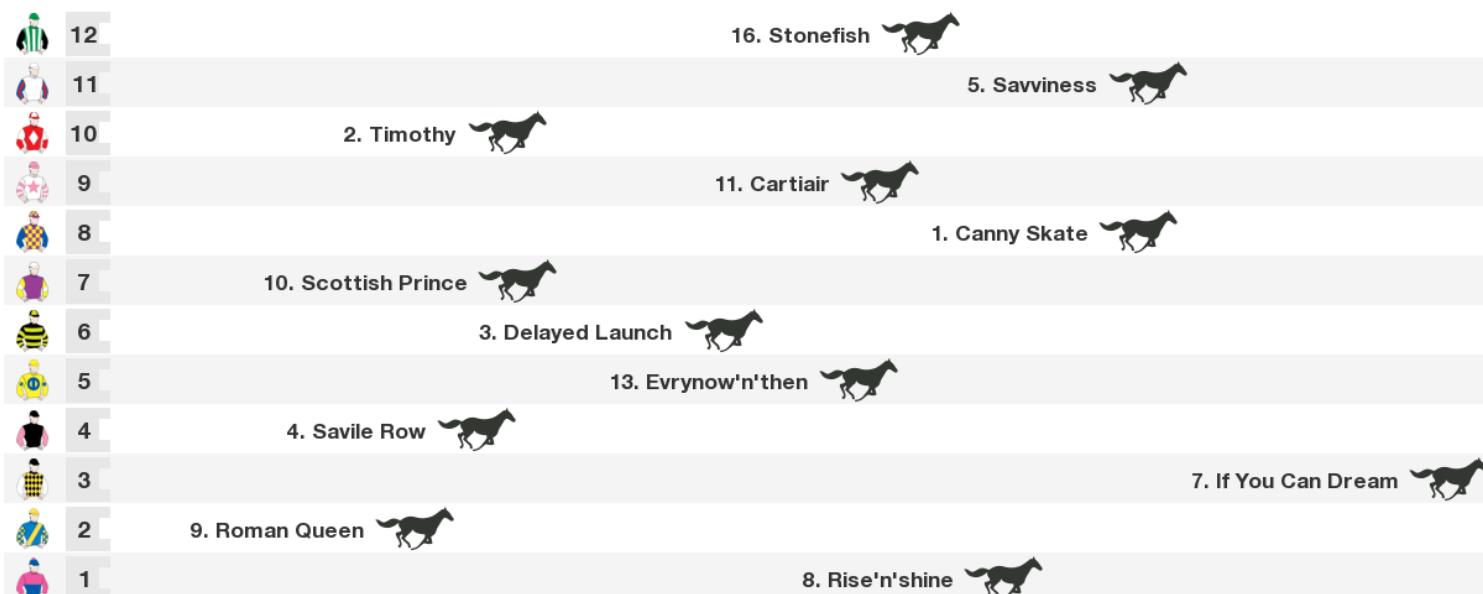 12 16. Stonefish
11 5. Savviness
10 2. Timothy
9 11. Cartiair
8 1. Canny Skate
7 10. Scottish Prince
6 3. Delayed Launch
5 13. Evrynow'n'then
4 4. Savile Row
3 7. If You Can Dream
2 9. Roman Queen
1 8. Rise'n'shine